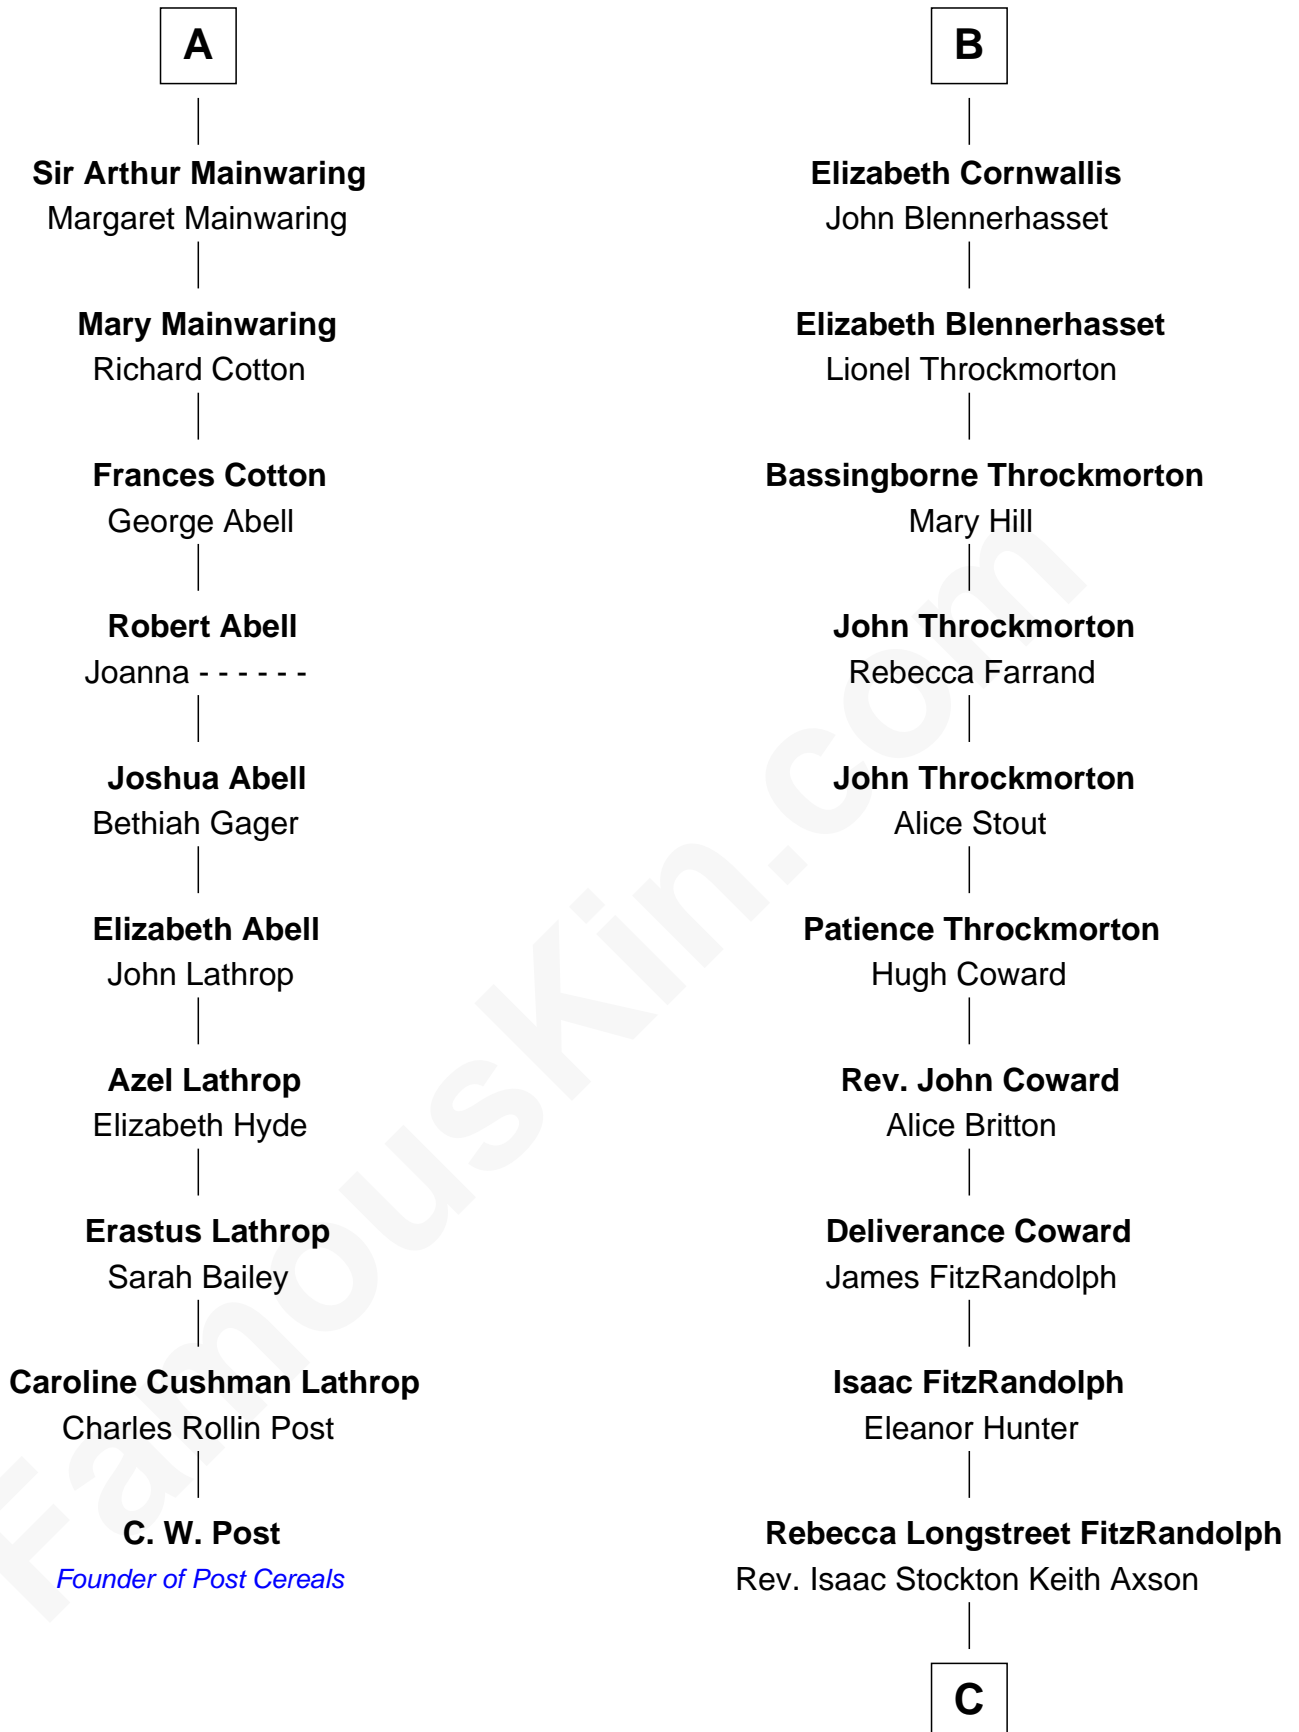 A
Sir Arthur Mainwaring
Margaret Mainwaring
Mary Mainwaring
Richard Cotton
Frances Cotton
George Abell
Robert Abell
Joanna - - - - - -
Joshua Abell
Bethiah Gager
Elizabeth Abell
John Lathrop
Azel Lathrop
Elizabeth Hyde
Erastus Lathrop
Sarah Bailey
Caroline Cushman Lathrop
Charles Rollin Post
C. W. Post
Founder of Post Cereals
B
Elizabeth Cornwallis
John Blennerhasset
Elizabeth Blennerhasset
Lionel Throckmorton
Bassingborne Throckmorton
Mary Hill
John Throckmorton
Rebecca Farrand
John Throckmorton
Alice Stout
Patience Throckmorton
Hugh Coward
Rev. John Coward
Alice Britton
Deliverance Coward
James FitzRandolph
Isaac FitzRandolph
Eleanor Hunter
Rebecca Longstreet FitzRandolph
Rev. Isaac Stockton Keith Axson
C
FamousKin.com